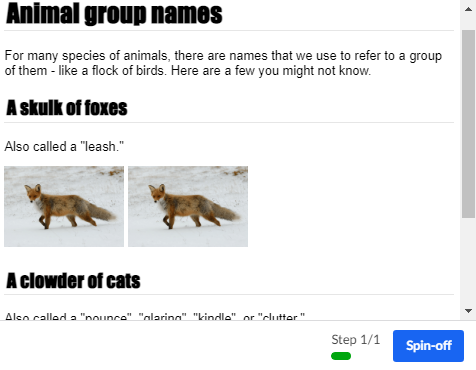 Animal group names
For many species of animals, there are names that we use to refer to a group
of them - like a flock of birds. Here are a few you might not know.
A skulk of foxes
Also called a "leash."
A clowder of cats
Also called a "pounce", "glaring", "kindle", or "clutter."
Step 1/1
Spin-off